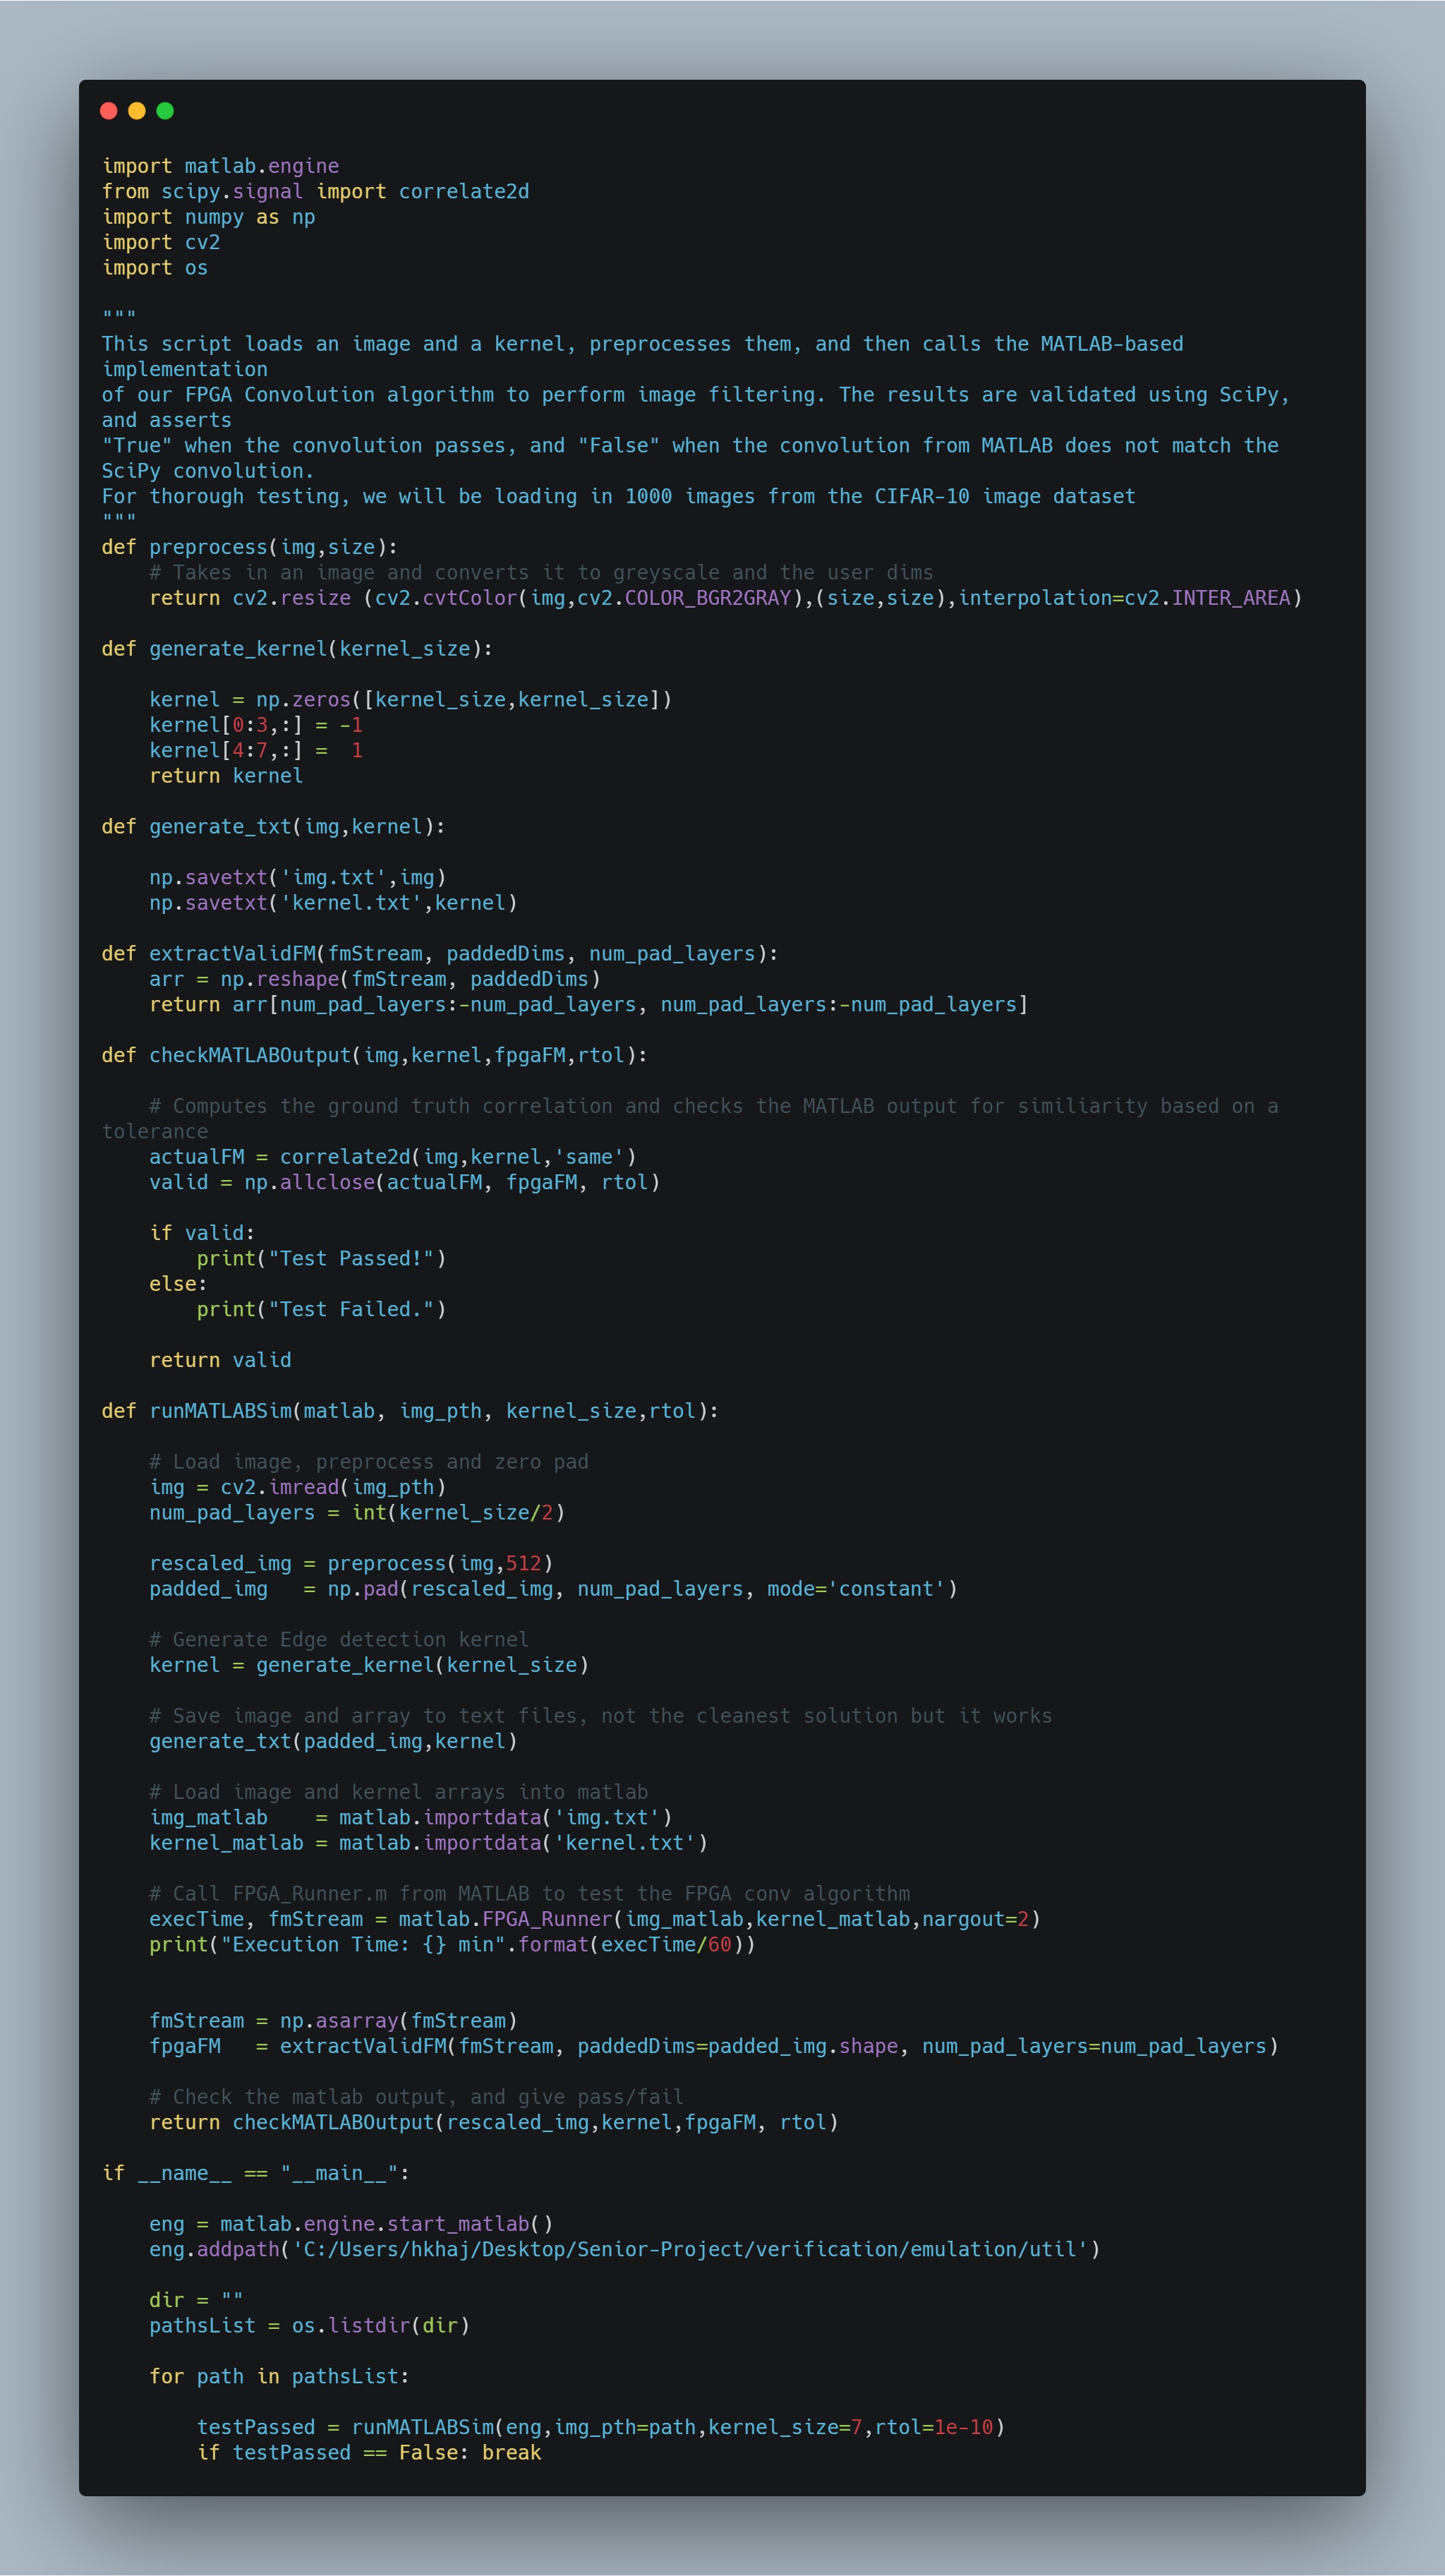 import matlab.engine
from scipy.signal import correlate2d
import numpy as np
import cv2
import os
"""
This script loads an image and a kernel, preprocesses them, and then calls the MATLAB-based
implementation
of our FPGA Convolution algorithm to perform image filtering. The results are validated using SciPy,
and asserts
"True" when the convolution passes, and "False" when the convolution from MATLAB does not match the
SciPy convolution.
For thorough testing, we will be loading in 1000 images from the CIFAR-10 image dataset
"""
def preprocess(img,size):
    # Takes in an image and converts it to greyscale and the user dims
    return cv2.resize (cv2.cvtColor(img,cv2.COLOR_BGR2GRAY),(size,size),interpolation=cv2.INTER_AREA)
def generate_kernel(kernel_size):
    kernel = np.zeros([kernel_size,kernel_size])
    kernel[0:3,:] = -1
    kernel[4:7,:] =  1
    return kernel
def generate_txt(img,kernel):
    np.savetxt('img.txt',img)
    np.savetxt('kernel.txt',kernel)
def extractValidFM(fmStream, paddedDims, num_pad_layers):
    arr = np.reshape(fmStream, paddedDims)
    return arr[num_pad_layers:-num_pad_layers, num_pad_layers:-num_pad_layers]
def checkMATLABOutput(img,kernel,fpgaFM,rtol):
    # Computes the ground truth correlation and checks the MATLAB output for similiarity based on a
tolerance
    actualFM = correlate2d(img,kernel,'same')
    valid = np.allclose(actualFM, fpgaFM, rtol)
    if valid:
        print("Test Passed!")
    else:
        print("Test Failed.")
    return valid
def runMATLABSim(matlab, img_pth, kernel_size,rtol):
    # Load image, preprocess and zero pad
    img = cv2.imread(img_pth)
    num_pad_layers = int(kernel_size/2)
    rescaled_img = preprocess(img,512)
    padded_img   = np.pad(rescaled_img, num_pad_layers, mode='constant')
    # Generate Edge detection kernel
    kernel = generate_kernel(kernel_size)
    # Save image and array to text files, not the cleanest solution but it works
    generate_txt(padded_img,kernel)
    # Load image and kernel arrays into matlab
    img_matlab    = matlab.importdata('img.txt')
    kernel_matlab = matlab.importdata('kernel.txt')
    # Call FPGA_Runner.m from MATLAB to test the FPGA conv algorithm
    execTime, fmStream = matlab.FPGA_Runner(img_matlab,kernel_matlab,nargout=2)
    print("Execution Time: {} min".format(execTime/60))
    fmStream = np.asarray(fmStream)
    fpgaFM   = extractValidFM(fmStream, paddedDims=padded_img.shape, num_pad_layers=num_pad_layers)
    # Check the matlab output, and give pass/fail
    return checkMATLABOutput(rescaled_img,kernel,fpgaFM, rtol)
if __name__ == "__main__":
    eng = matlab.engine.start_matlab()
    eng.addpath('C:/Users/hkhaj/Desktop/Senior-Project/verification/emulation/util')
    dir = ""
    pathsList = os.listdir(dir)
    for path in pathsList:
        testPassed = runMATLABSim(eng,img_pth=path,kernel_size=7,rtol=1e-10)
        if testPassed == False: break